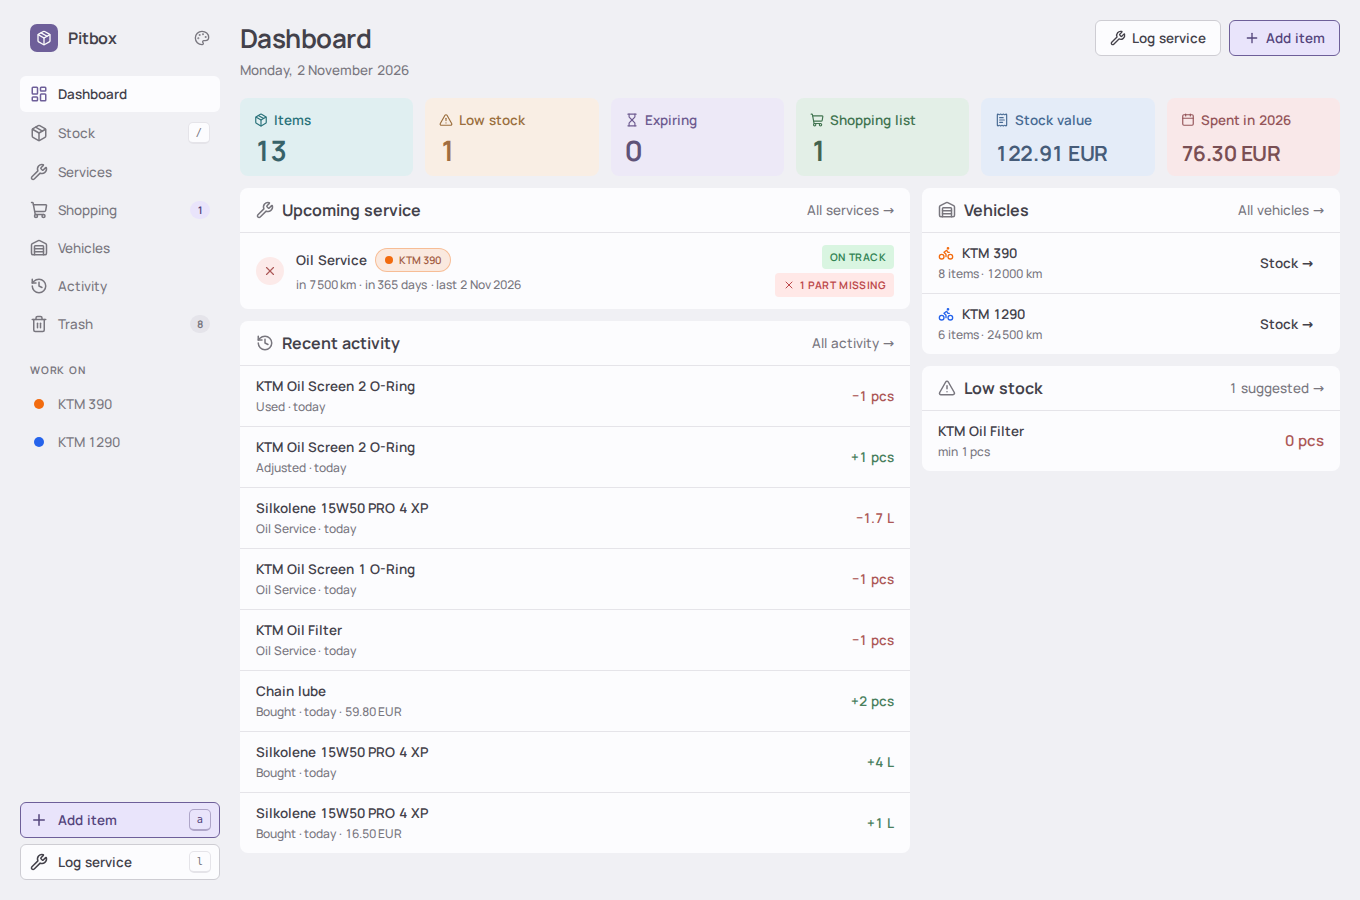 Pitbox
Dashboard
Stock /
Services
Shopping 1
Vehicles
Activity
Trash 8
WORK ON
KTM 390
KTM 1290
Add item a
Log service l
Dashboard
Monday, 2 November 2026
Log service
Add item
Items
13
Low stock
1
Expiring
0
Shopping list
1
Stock value
122.91 EUR
Spent in 2026
76.30 EUR
Upcoming service All services →
Oil Service KTM 390 ON TRACK
in 7500 km · in 365 days · last 2 Nov 2026 1 PART MISSING
Recent activity All activity →
KTM Oil Screen 2 O-Ring
Used · today
−1 pcs
KTM Oil Screen 2 O-Ring
Adjusted · today
+1 pcs
Silkolene 15W50 PRO 4 XP
Oil Service · today
−1.7 L
KTM Oil Screen 1 O-Ring
Oil Service · today
−1 pcs
KTM Oil Filter
Oil Service · today
−1 pcs
Chain lube
Bought · today · 59.80 EUR
+2 pcs
Silkolene 15W50 PRO 4 XP
Bought · today
+4 L
Silkolene 15W50 PRO 4 XP
Bought · today · 16.50 EUR
+1 L
Vehicles All vehicles →
KTM 390
8 items · 12000 km
Stock →
KTM 1290
6 items · 24500 km
Stock →
Low stock 1 suggested →
KTM Oil Filter
min 1 pcs
0 pcs